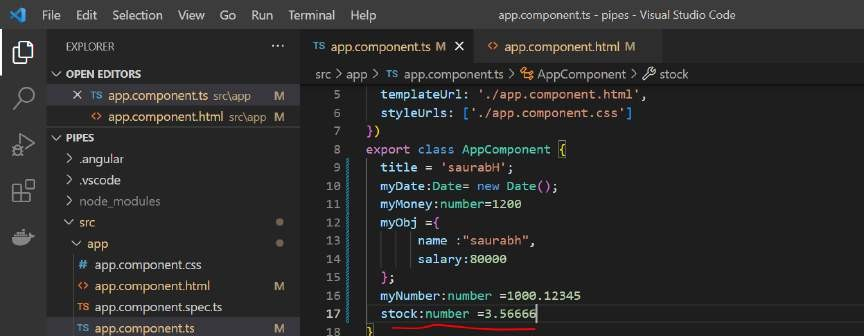 File Edit Selection View Go Run Terminal Help app.component.ts - pipes - Visual Studio Code
EXPLORER ...
OPEN EDITORS
TS app.component.ts src\app M
<> app.component.html src\app M
PIPES
.angular
.vscode
node_modules
src
app
# app.component.css
<> app.component.html M
TS app.component.spec.ts
TS app.component.ts M
TS app.component.ts M <> app.component.html M
src > app > TS app.component.ts > AppComponent > stock
5 templateUrl: './app.component.html',
6 styleUrls: ['./app.component.css']
7 })
8 export class AppComponent {
9 title = 'saurabH';
10 myDate:Date= new Date();
11 myMoney:number=1200
12 myObj ={
13 name :"saurabh",
14 salary:80000
15 };
16 myNumber:number =1000.12345
17 stock:number =3.56666
18 }